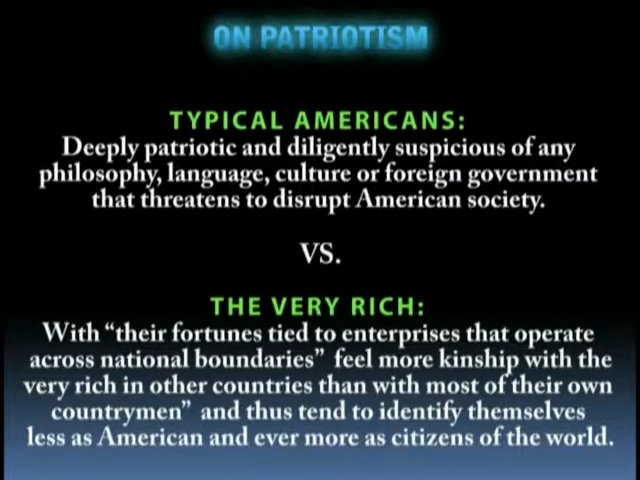 ON PATRIOTISM
TYPICAL AMERICANS:
Deeply patriotic and diligently suspicious of any
philosophy, language, culture or foreign government
that threatens to disrupt American society.
VS.
THE VERY RICH:
With “their fortunes tied to enterprises that operate
across national boundaries” feel more kinship with the
very rich in other countries than with most of their own
countrymen” and thus tend to identify themselves
less as American and ever more as citizens of the world.